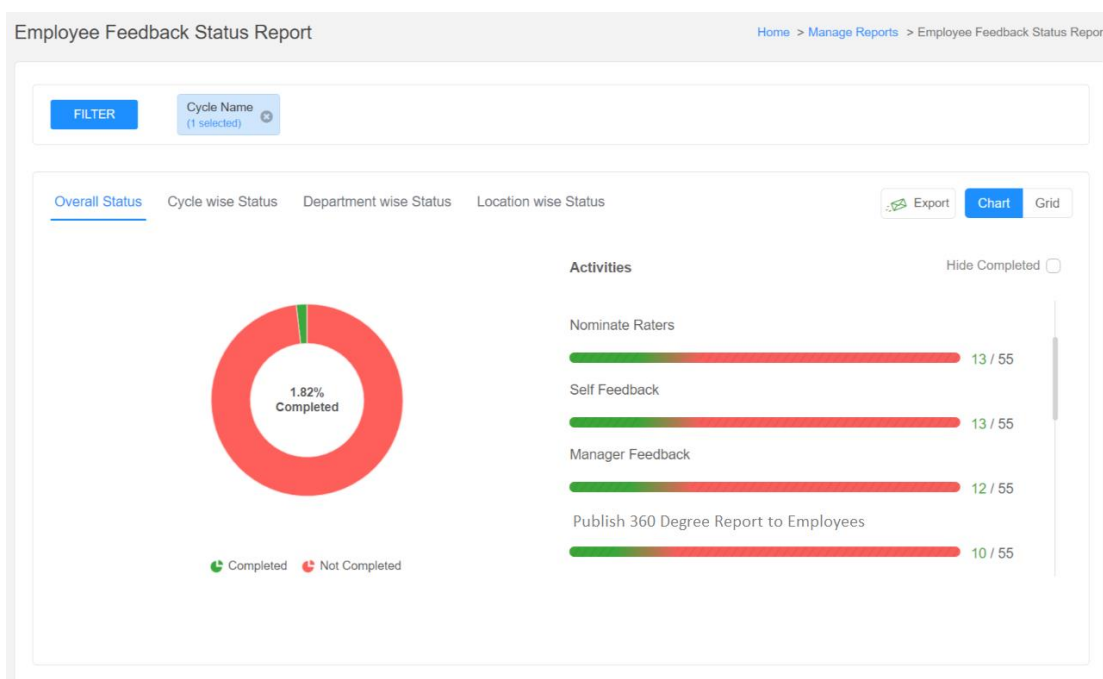 Employee Feedback Status Report
Home > Manage Reports > Employee Feedback Status Repor
FILTER
Cycle Name
(1 selected)
Overall Status Cycle wise Status Department wise Status Location wise Status
Export Chart Grid
Activities
Hide Completed
Nominate Raters
13 / 55
Self Feedback
13 / 55
Manager Feedback
12 / 55
Publish 360 Degree Report to Employees
10 / 55
1.82%
Completed
Completed Not Completed